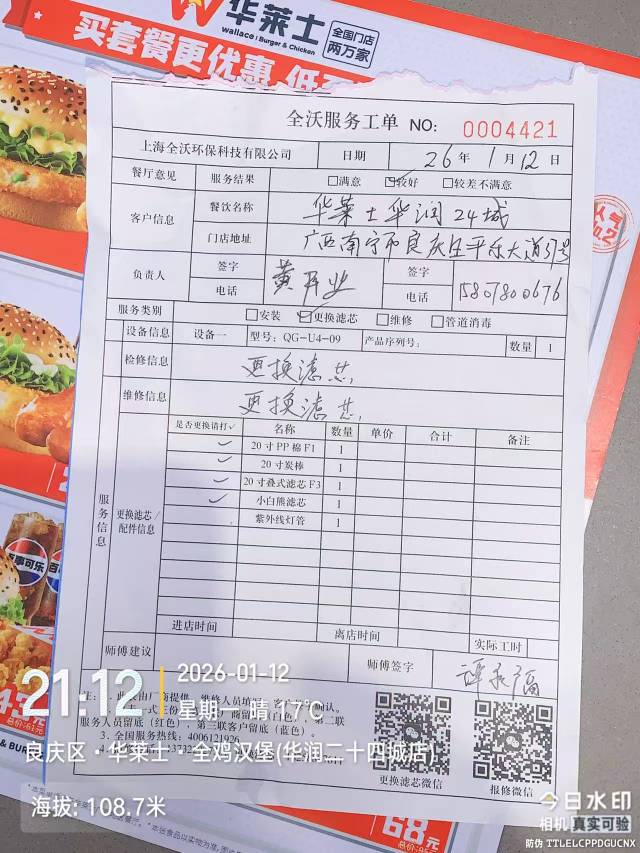 华莱士
Wallace | Burger & Chicken
全国门店
两万家
买套餐更优惠
全沃服务工单 NO: 0004421
上海全沃环保科技有限公司 日期 26年1月12日
餐厅意见 服务结果 □满意 ☑较好 □较差不满意
客户信息 餐饮名称 华莱士华润24城
门店地址 广西南宁市良庆区平乐大道
负责人 签字 黄开业 签字
电话 电话 15807800676
服务类别 □安装 ☑更换滤芯 □维修 □管道消毒
设备信息 设备一 型号: QG-U4-09 产品序列号: 数量 1
检修信息 更换滤芯.
维修信息 更换滤芯.
服务信息 更换滤芯/配件信息
是否更换请打✓ 名称 数量 单价 合计 备注
✓ 20寸PP棉F1 1
✓ 20寸炭棒 1
✓ 20寸叠式滤芯F3 1
✓ 小白熊滤芯 1
紫外线灯管 1
进店时间 离店时间 实际工时
师傅建议 师傅签字
服务人员留底(红色)、第三联客户留底(蓝色)。
3. 全国服务热线: 4006121926
更换滤芯微信 报修微信
21:12 2026-01-12
星期一 晴 17℃
良庆区·华莱士·全鸡汉堡(华润二十四城店)
海拔: 108.7米
今日水印
相机 真实可验
防伪 TTLELCPPDGUCNX
68